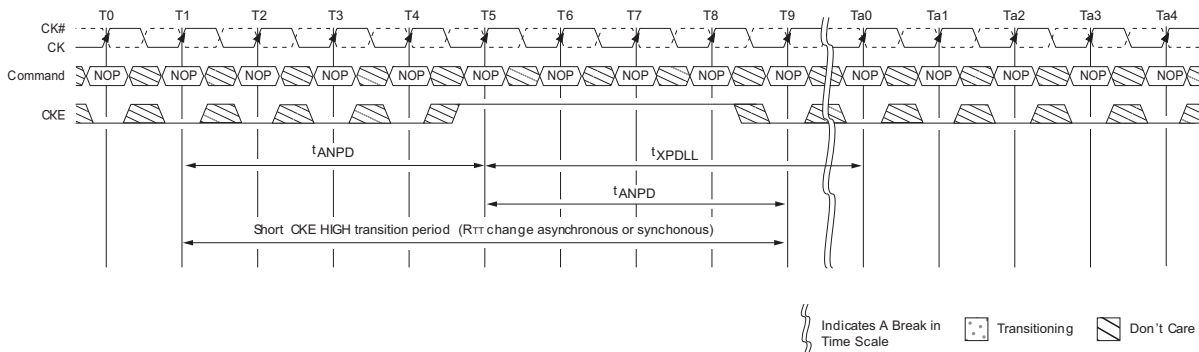 T0 T1 T2 T3 T4 T5 T6 T7 T8 T9 Ta0 Ta1 Ta2 Ta3 Ta4
CK#
CK
Command NOP NOP NOP NOP NOP NOP NOP NOP NOP NOP NOP NOP NOP NOP NOP
CKE
tANPD tXPDLL
tANPD
Short CKE HIGH transition period (RTT change asynchronous or synchonous)
Indicates A Break in
Time Scale
Transitioning
Don't Care